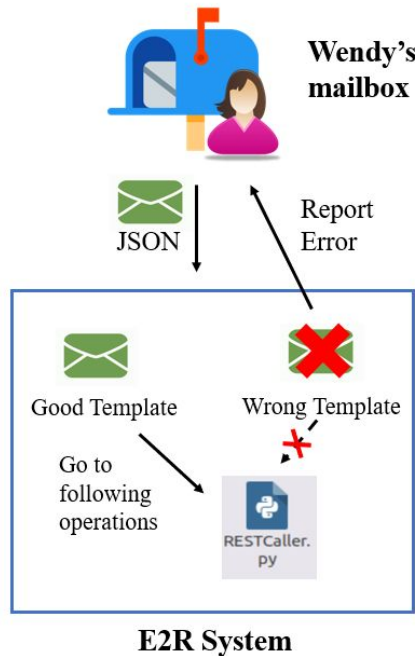 Wendy's
mailbox
JSON
Report
Error
Good Template
Wrong Template
Go to
following
operations
RESTCaller.
py
E2R System